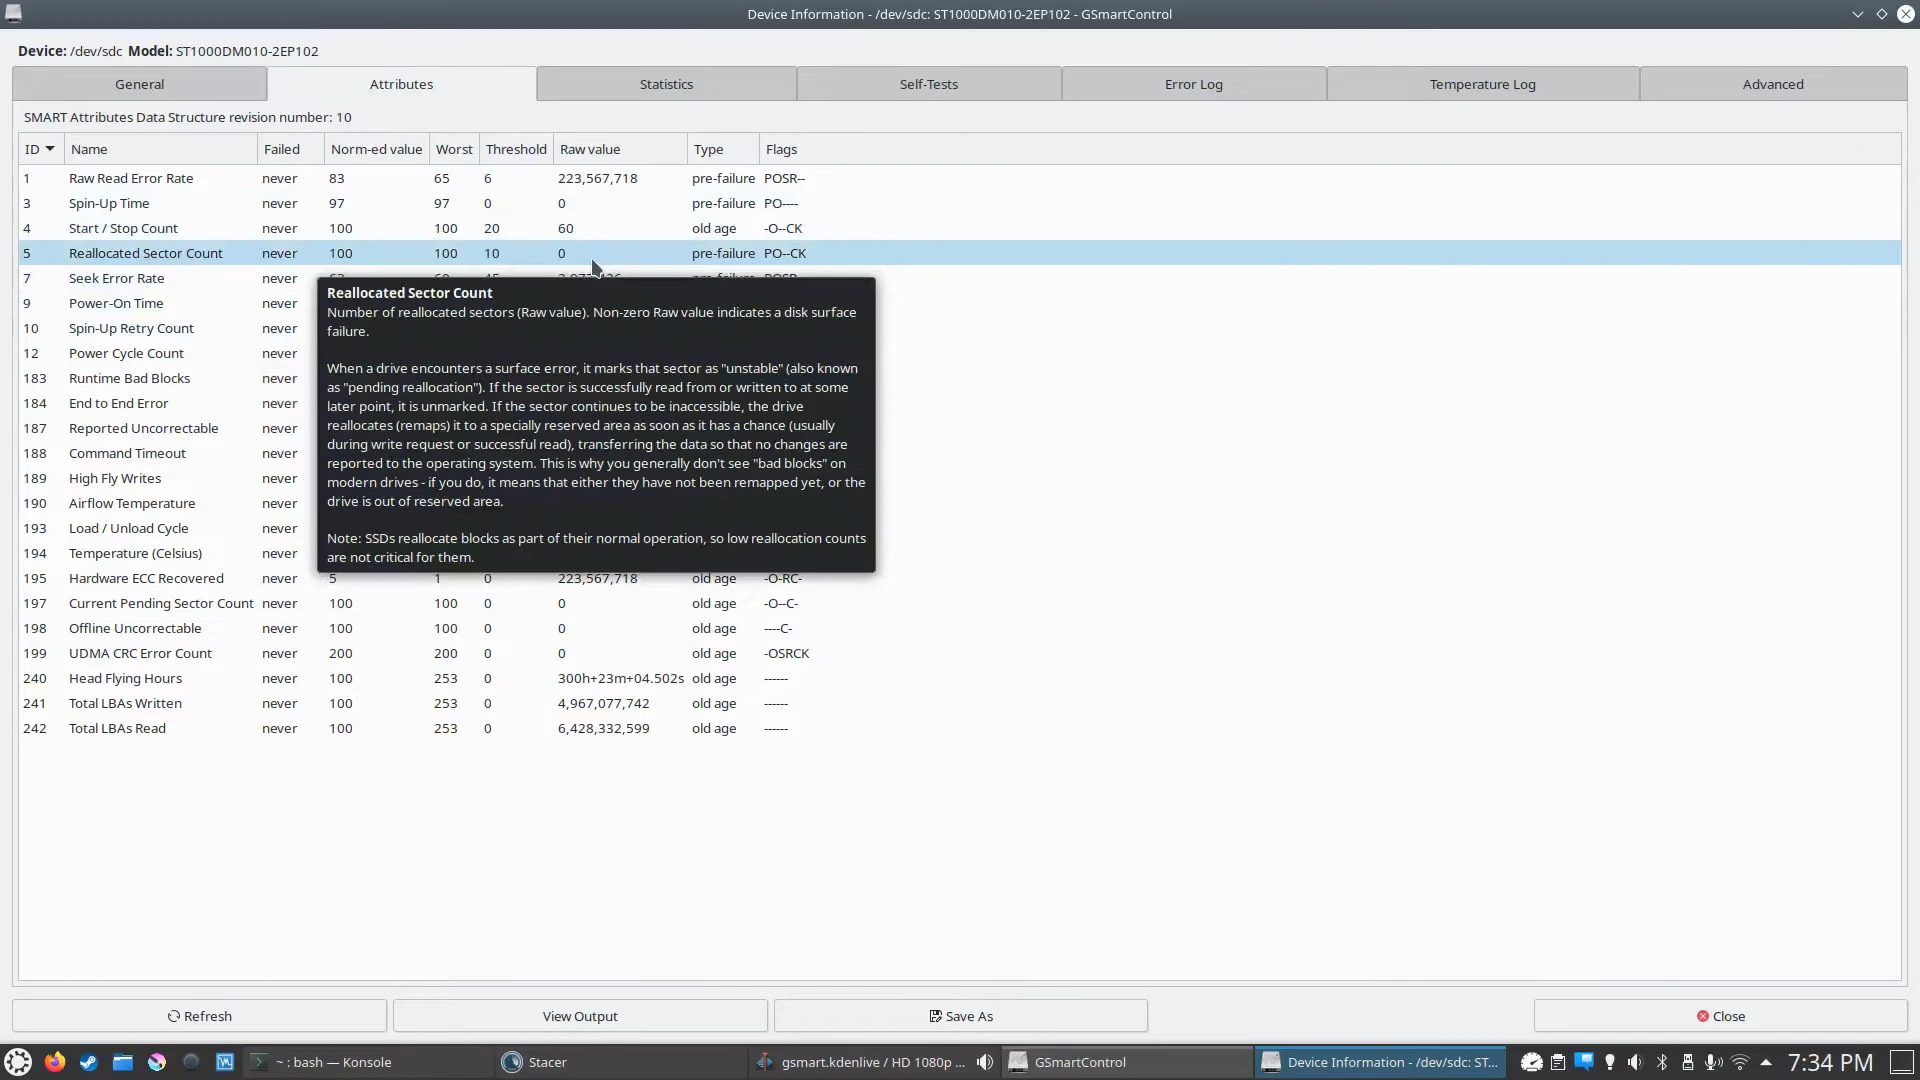 Device Information - /dev/sdc: ST1000DM010-2EP102 - GSmartControl
Device: /dev/sdc Model: ST1000DM010-2EP102
General Attributes Statistics Self-Tests Error Log Temperature Log Advanced
SMART Attributes Data Structure revision number: 10
ID Name Failed Norm-ed value Worst Threshold Raw value Type Flags
1 Raw Read Error Rate never 83 65 6 223,567,718 pre-failure POSR--
3 Spin-Up Time never 97 97 0 0 pre-failure PO----
4 Start / Stop Count never 100 100 20 60 old age -O--CK
5 Reallocated Sector Count never 100 100 10 0 pre-failure PO--CK
7 Seek Error Rate never
9 Power-On Time never
10 Spin-Up Retry Count never
12 Power Cycle Count never
183 Runtime Bad Blocks never
184 End to End Error never
187 Reported Uncorrectable never
188 Command Timeout never
189 High Fly Writes never
190 Airflow Temperature never
193 Load / Unload Cycle never
194 Temperature (Celsius) never
195 Hardware ECC Recovered never 5 1 0 223,567,718 old age -O-RC-
197 Current Pending Sector Count never 100 100 0 0 old age -O--C-
198 Offline Uncorrectable never 100 100 0 0 old age ----C-
199 UDMA CRC Error Count never 200 200 0 0 old age -OSRCK
240 Head Flying Hours never 100 253 0 300h+23m+04.502s old age ------
241 Total LBAs Written never 100 253 0 4,967,077,742 old age ------
242 Total LBAs Read never 100 253 0 6,428,332,599 old age ------
Reallocated Sector Count
Number of reallocated sectors (Raw value). Non-zero Raw value indicates a disk surface
failure.
When a drive encounters a surface error, it marks that sector as "unstable" (also known
as "pending reallocation"). If the sector is successfully read from or written to at some
later point, it is unmarked. If the sector continues to be inaccessible, the drive
reallocates (remaps) it to a specially reserved area as soon as it has a chance (usually
during write request or successful read), transferring the data so that no changes are
reported to the operating system. This is why you generally don't see "bad blocks" on
modern drives - if you do, it means that either they have not been remapped yet, or the
drive is out of reserved area.
Note: SSDs reallocate blocks as part of their normal operation, so low reallocation counts
are not critical for them.
Refresh View Output Save As Close
~ : bash — Konsole Stacer gsmart.kdenlive / HD 1080p ... GSmartControl Device Information - /dev/sdc: ST... 7:34 PM